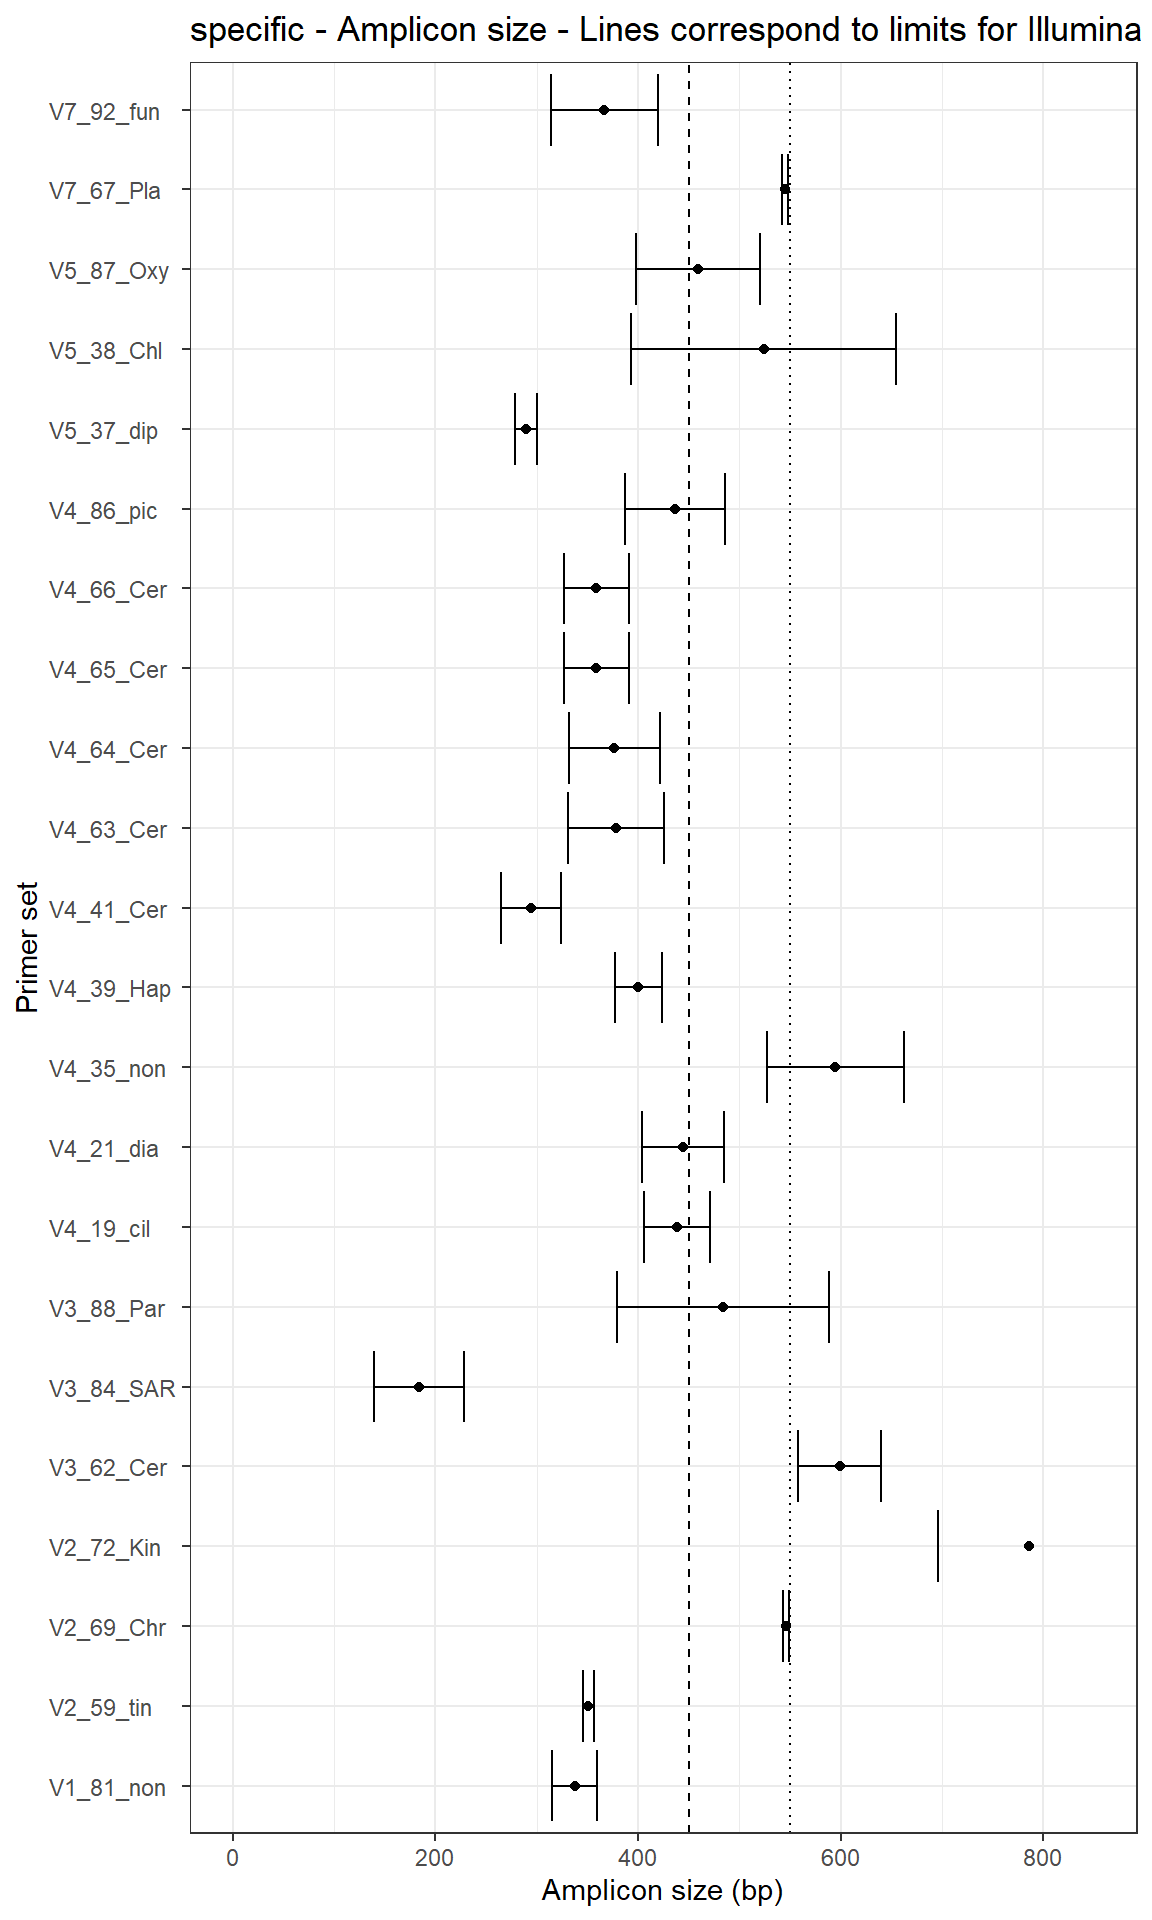 specific - Amplicon size - Lines correspond to limits for Illumina
V7_92_fun
V7_67_Pla
V5_87_Oxy
V5_38_Chl
V5_37_dip
V4_86_pic
V4_66_Cer
V4_65_Cer
V4_64_Cer
V4_63_Cer
V4_41_Cer
V4_39_Hap
V4_35_non
V4_21_dia
V4_19_cil
V3_88_Par
V3_84_SAR
V3_62_Cer
V2_72_Kin
V2_69_Chr
V2_59_tin
V1_81_non
Primer set
0 200 400 600 800
Amplicon size (bp)